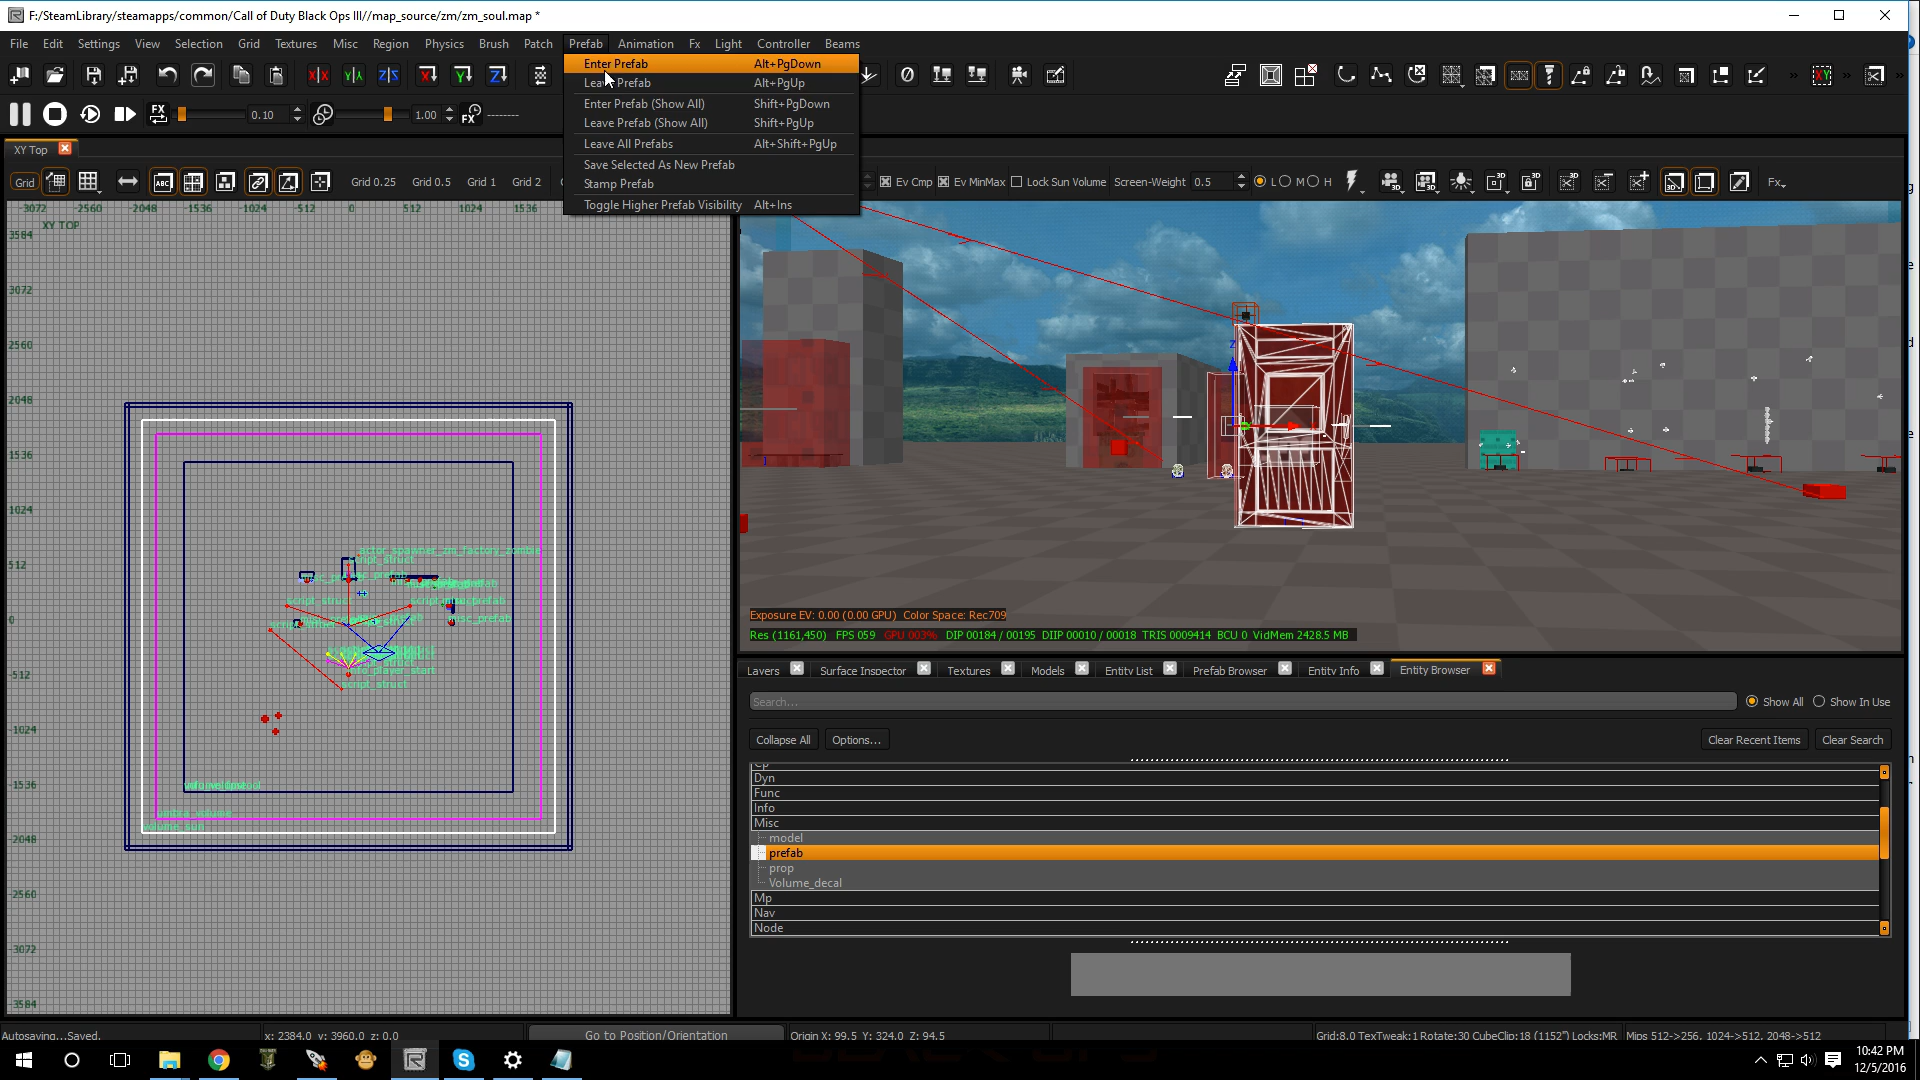 F:/SteamLibrary/steamapps/common/Call of Duty Black Ops III//map_source/zm/zm_soul.map *
File Edit Settings View Selection Grid Textures Misc Region Physics Brush Patch Prefab Animation Fx Light Controller Beams
Enter Prefab Alt+PgDown
Leave Prefab Alt+PgUp
Enter Prefab (Show All) Shift+PgDown
Leave Prefab (Show All) Shift+PgUp
Leave All Prefabs Alt+Shift+PgUp
Save Selected As New Prefab
Stamp Prefab
Toggle Higher Prefab Visibility Alt+Ins
FX 0.10 1.00 FX --------
XY Top
Grid ABC Grid 0.25 Grid 0.5 Grid 1 Grid 2
Ev Cmp Ev MinMax Lock Sun Volume Screen-Weight 0.5 L M H Fx
-3072 -2560 -2048 -1536 -1024 -512 0 512 1024 1536
XY TOP
3584
3072
2560
2048
1536
1024
512
0
-512
-1024
-1536
-2048
-2560
-3072
-3584
actor_spawner_zm_factory_zombie
script_struct
misc_prefab
script_struct
volume_sun
Exposure EV: 0.00 (0.00 GPU) Color Space: Rec709
Res (1161,450) FPS 059 GPU 003% DIP 00184 / 00195 DIIP 00010 / 00018 TRIS 0009414 BCU 0 VidMem 2428.5 MB
Layers Surface Inspector Textures Models Entity List Prefab Browser Entity Info Entity Browser
Search... Show All Show In Use
Collapse All Options... Clear Recent Items Clear Search
Dyn
Func
Info
Misc
model
prefab
prop
Volume_decal
Mp
Nav
Node
Autosaving...Saved. x: 2384.0 y: 3960.0 z: 0.0 Go to Position/Orientation Origin X: 99.5 Y: 324.0 Z: 94.5 Grid:8.0 TexTweak:1 Rotate:30 CubeClip:18 (1152") Locks:MR Mips 512->256, 1024->512, 2048->512
10:42 PM
12/5/2016